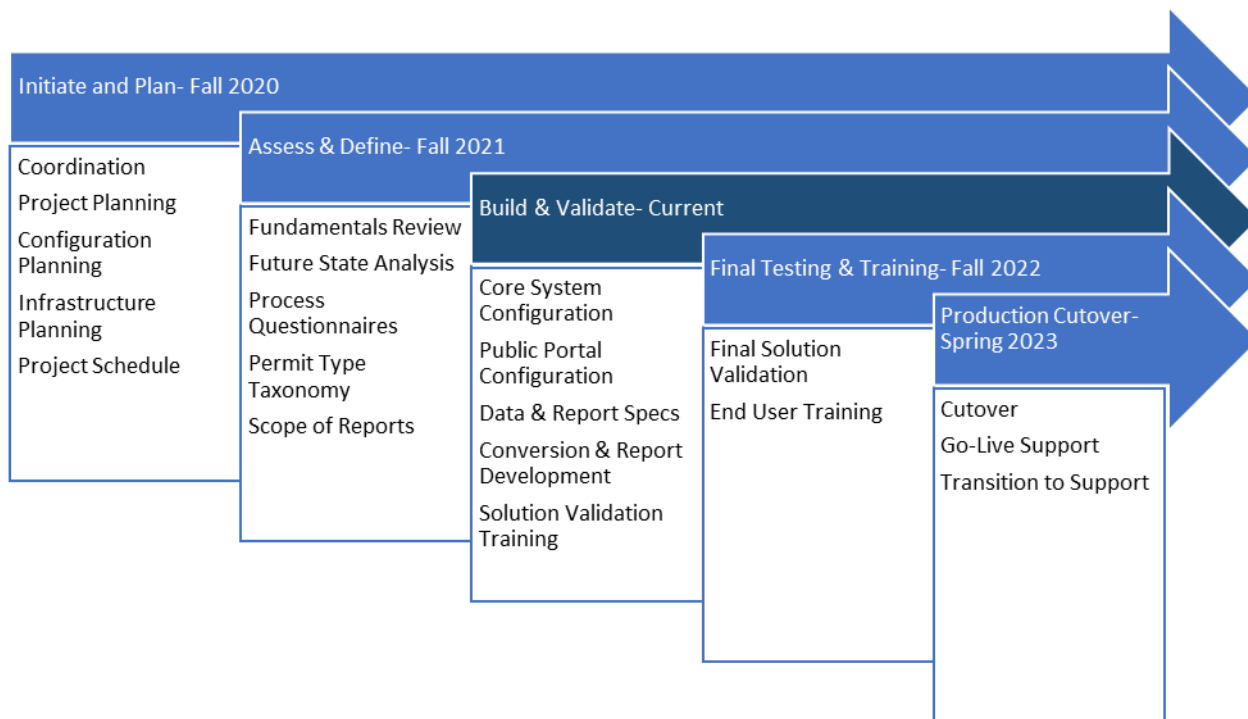 Initiate and Plan- Fall 2020
Coordination
Project Planning
Configuration
Planning
Infrastructure
Planning
Project Schedule
Assess & Define- Fall 2021
Fundamentals Review
Future State Analysis
Process
Questionnaires
Permit Type
Taxonomy
Scope of Reports
Build & Validate- Current
Core System
Configuration
Public Portal
Configuration
Data & Report Specs
Conversion & Report
Development
Solution Validation
Training
Final Testing & Training- Fall 2022
Final Solution
Validation
End User Training
Production Cutover-
Spring 2023
Cutover
Go-Live Support
Transition to Support